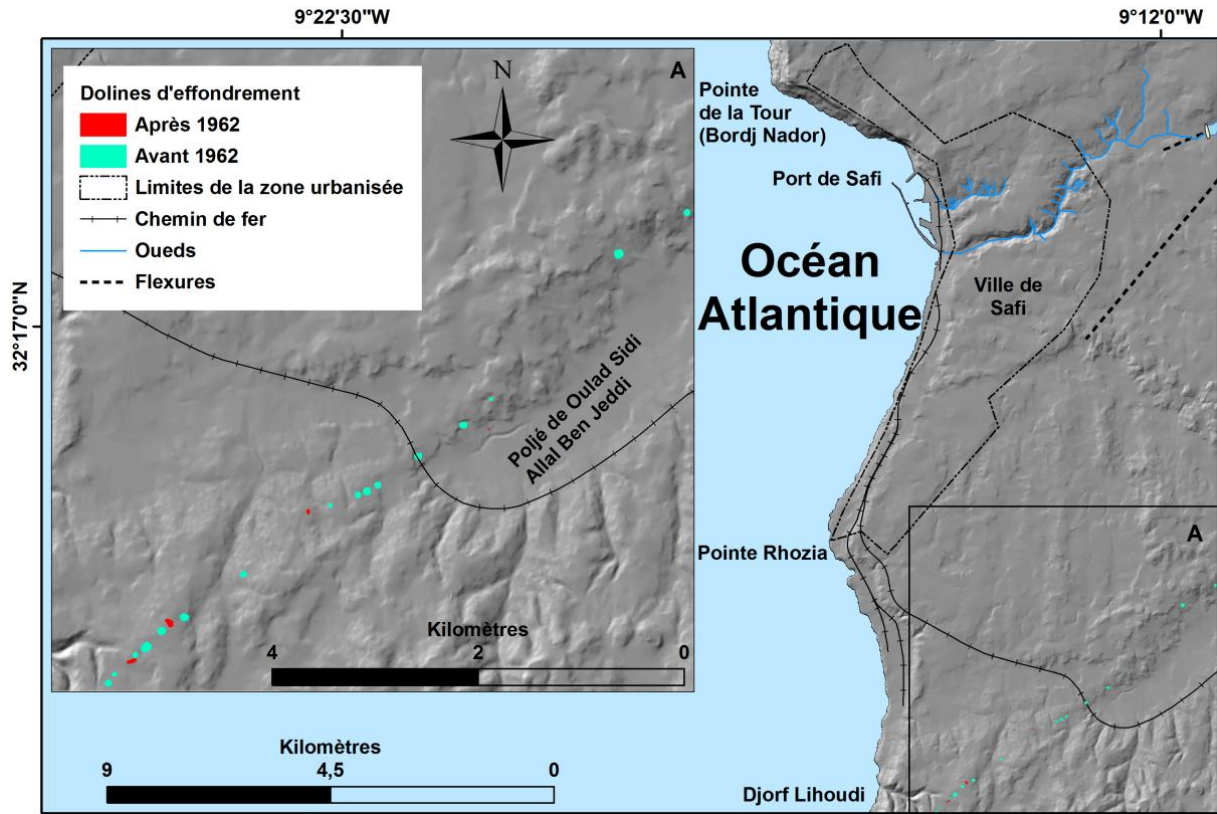 9°22'30"W
9°12'0"W
32°17'0"N
A
N
Dolines d'effondrement
Après 1962
Avant 1962
Limites de la zone urbanisée
Chemin de fer
Oueds
Flexures
Poljé de Oulad Sidi
Allal Ben Jeddi
Kilomètres
4
2
0
Kilomètres
9
4,5
0
Pointe
de la Tour
(Bordj Nador)
Port de Safi
Océan
Atlantique
Ville de
Safi
Pointe Rhozia
A
Djorf Lihoudi